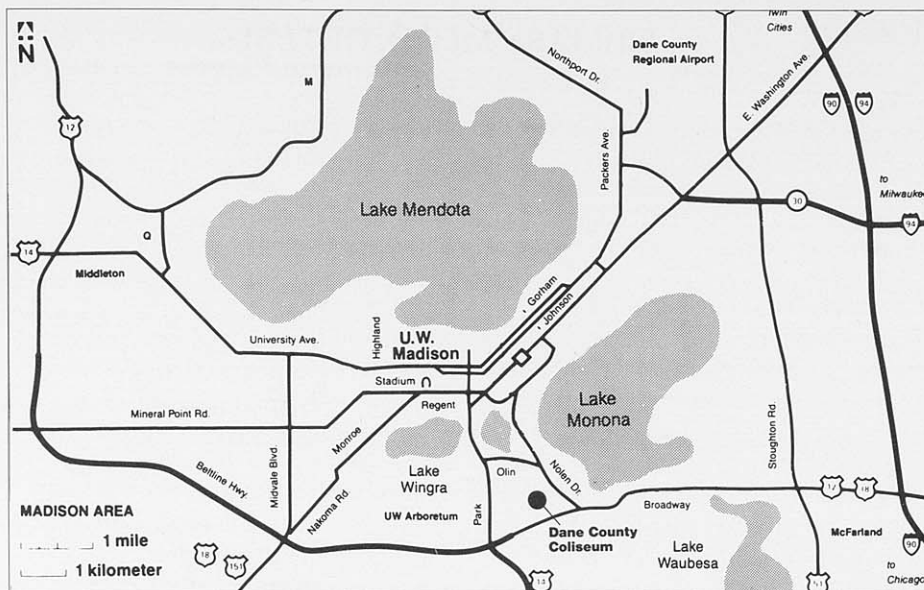 N
12
M
Northport Dr.
Dane County
Regional Airport
Twin
Cities
E. Washington Ave.
90
94
Packers Ave.
to
Milwaukee
30
94
Lake Mendota
Q
14
Middleton
Gorham
Johnson
University Ave.
Highland
U.W.
Madison
Stadium
Regent
Mineral Point Rd.
Midvale Blvd.
Monroe
Lake
Monona
Stoughton Rd.
Beltline Hwy.
Nakoma Rd.
Lake
Wingra
Olin
Nolen Dr.
12
18
MADISON AREA
1 mile
1 kilometer
18
151
UW Arboretum
Park
Broadway
Dane County
Coliseum
McFarland
90
Lake
Waubesa
to
Chicago
14
51